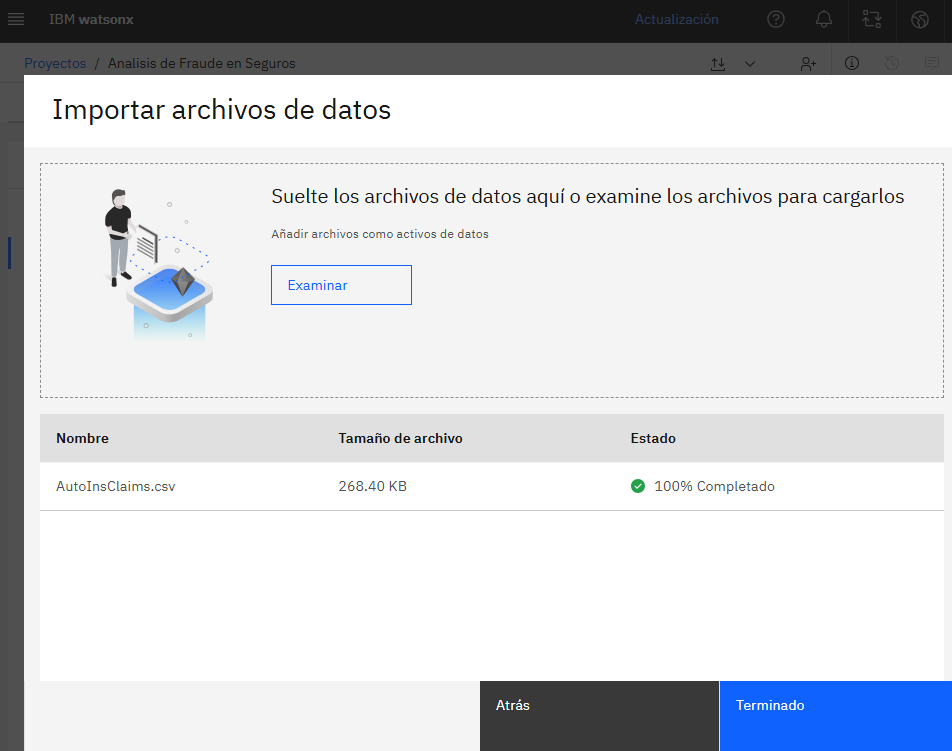 IBM watsonx
Actualización
Proyectos / Analisis de Fraude en Seguros
Importar archivos de datos
Suelte los archivos de datos aquí o examine los archivos para cargarlos
Añadir archivos como activos de datos
Examinar
Nombre Tamaño de archivo Estado
AutoInsClaims.csv 268.40 KB 100% Completado
Atrás Terminado